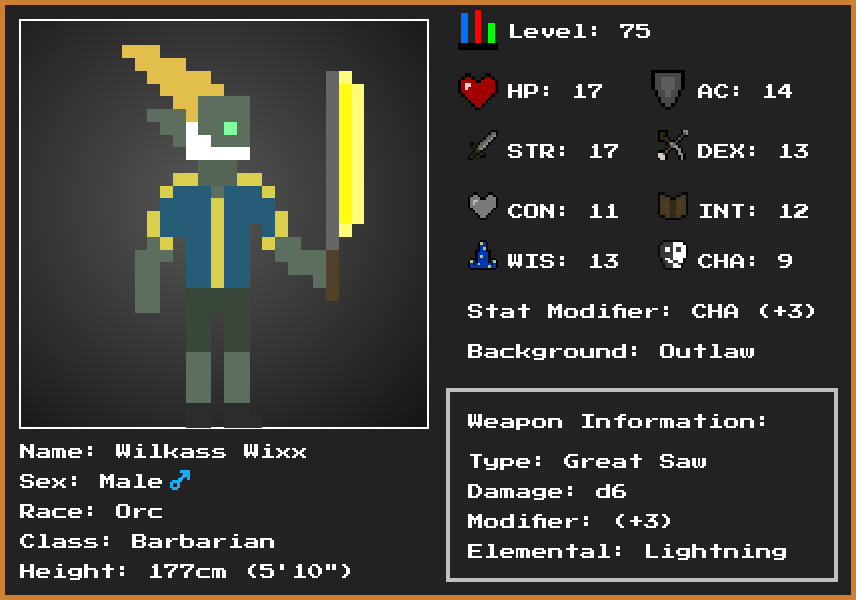 Level: 75
HP: 17 AC: 14
STR: 17 DEX: 13
CON: 11 INT: 12
WIS: 13 CHA: 9
Stat Modifier: CHA (+3)
Background: Outlaw
Weapon Information:
Type: Great Saw
Damage: d6
Modifier: (+3)
Elemental: Lightning
Name: Wilkass Wixx
Sex: Male♂
Race: Orc
Class: Barbarian
Height: 177cm (5'10")